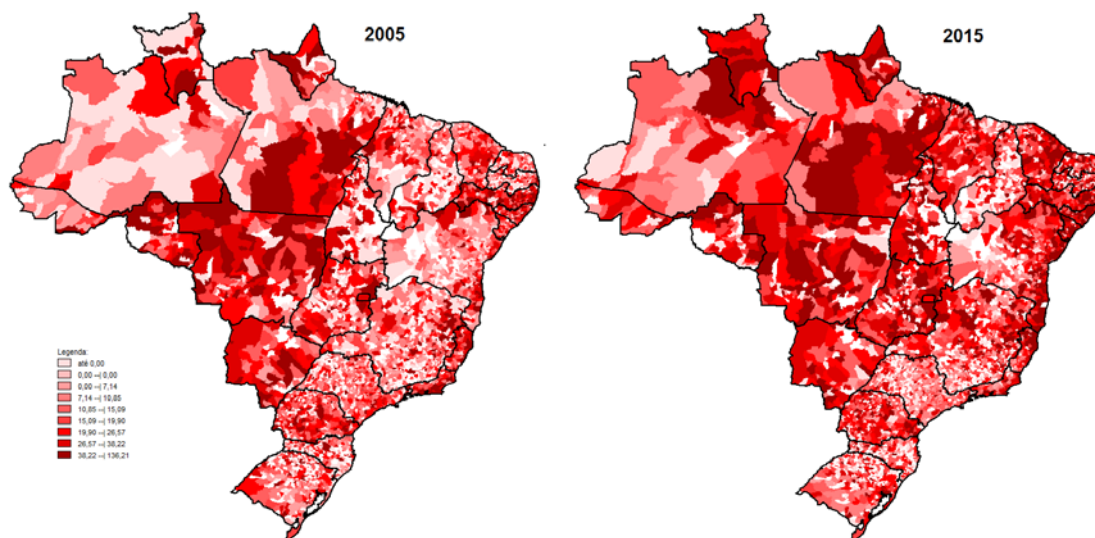 2005
2015
Legenda:
até 0,00
0,00 --| 0,00
0,00 --| 7,14
7,14 --| 10,85
10,85 --| 15,09
15,09 --| 19,90
19,90 --| 26,57
26,57 --| 38,22
38,22 --| 136,21